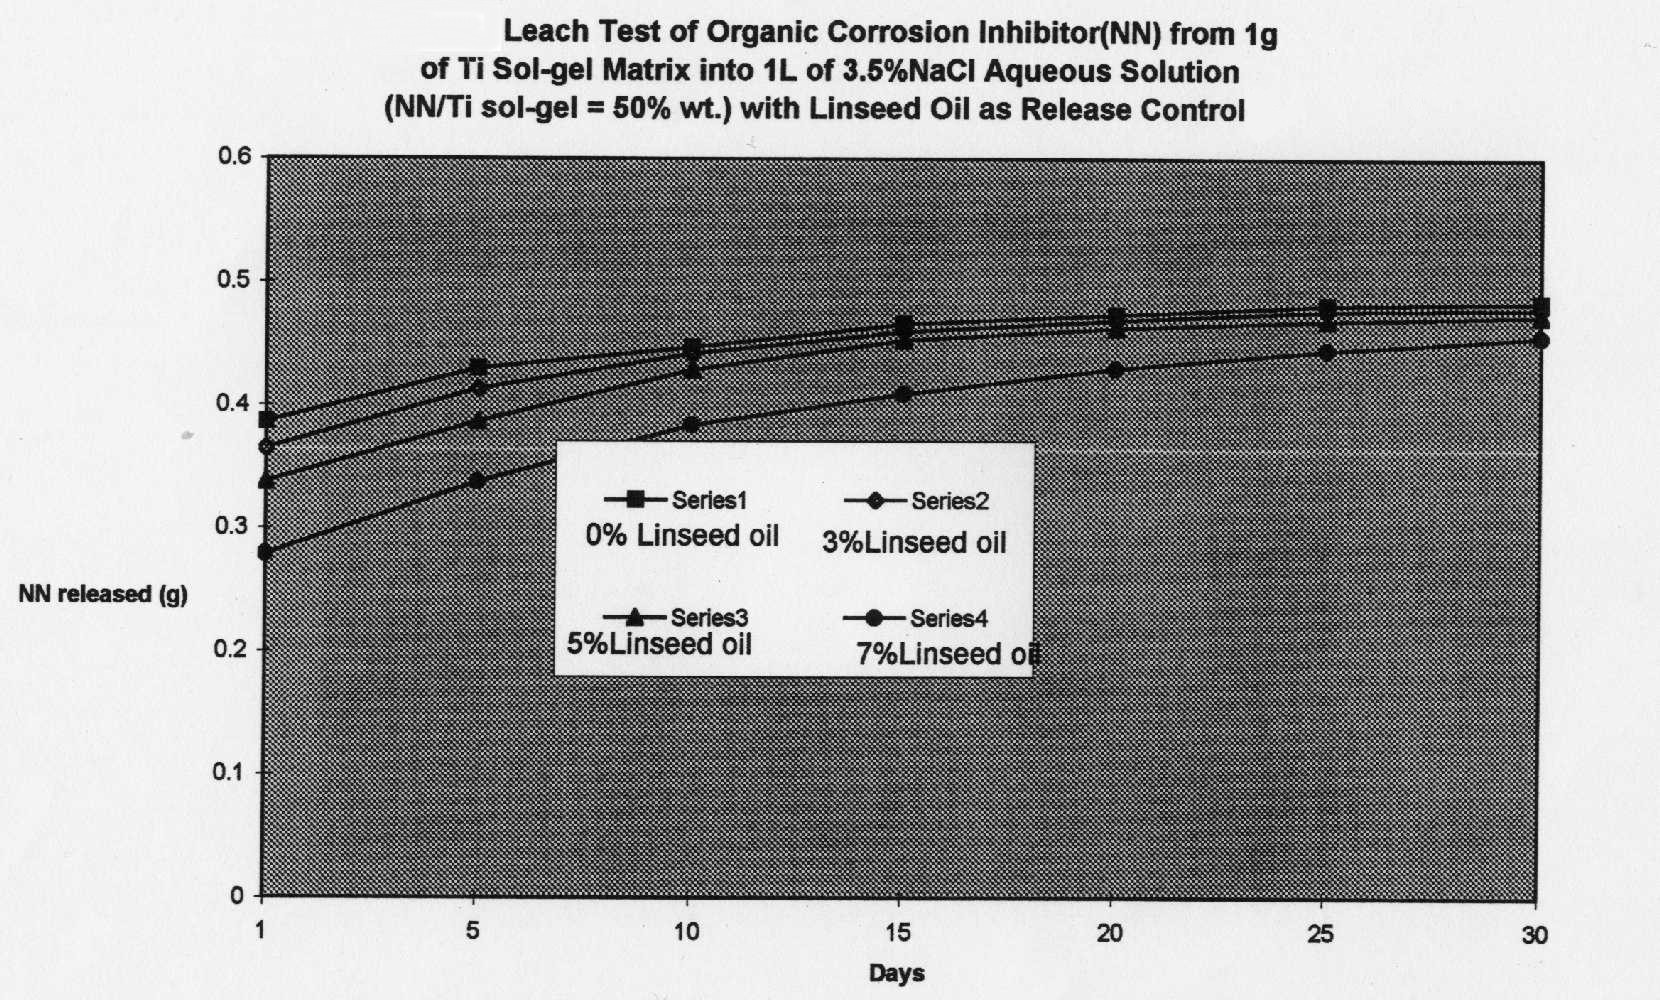 Leach Test of Organic Corrosion Inhibitor(NN) from 1g
of Ti Sol-gel Matrix into 1L of 3.5%NaCl Aqueous Solution
(NN/Ti sol-gel = 50% wt.) with Linseed Oil as Release Control
0.6
0.5
0.4
0.3
0.2
0.1
0
NN released (g)
Series1
0% Linseed oil
Series2
3%Linseed oil
Series3
5%Linseed oil
Series4
7%Linseed oil
1 5 10 15 20 25 30
Days